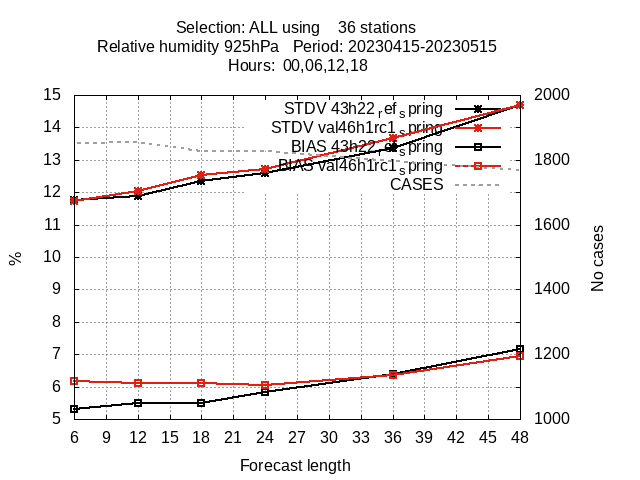 Selection: ALL using    36 stations
Relative humidity 925hPa   Period: 20230415-20230515
Hours:  00,06,12,18
15 2000
14 STDV 43h22_ref_spring
STDV val46h1rc1_spring
13 BIAS 43h22_ref_spring 1800
BIAS val46h1rc1_spring
12 CASES
11 1600
10
% 9 1400 No cases
8
7 1200
6
5 1000
6 9 12 15 18 21 24 27 30 33 36 39 42 45 48
Forecast length